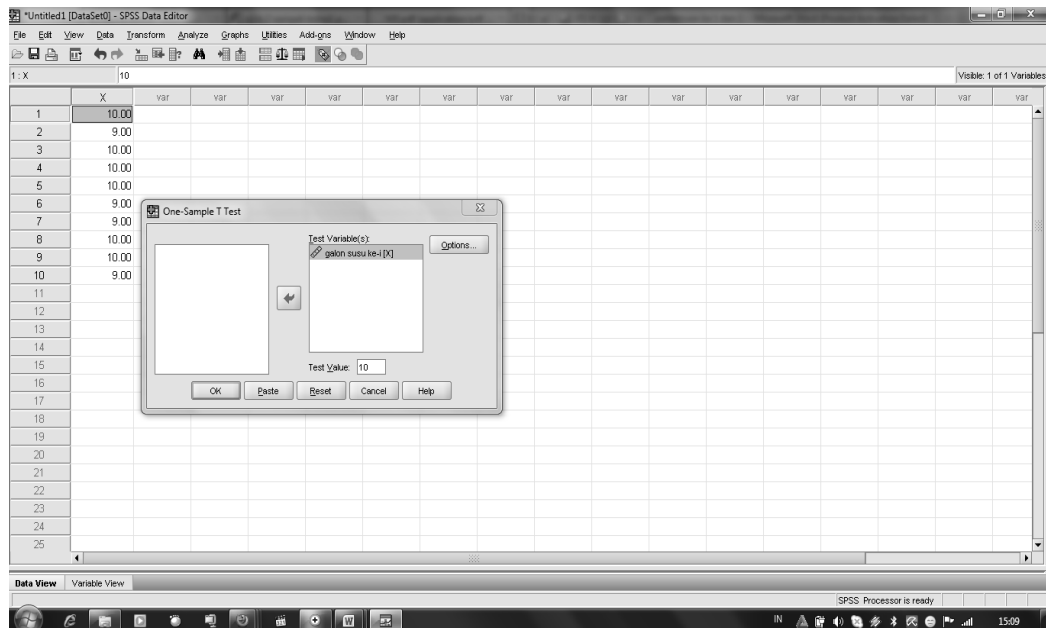 *Untitled1 [DataSet0] - SPSS Data Editor
File Edit View Data Transform Analyze Graphs Utilities Add-ons Window Help
1 : X 10 Visible: 1 of 1 Variables
X var var var var var var var var var var var var var var var
1 10.00
2 9.00
3 10.00
4 10.00
5 10.00
6 9.00
7 9.00
8 10.00
9 10.00
10 9.00
11
12
13
14
15
16
17
18
19
20
21
22
23
24
25
One-Sample T Test
Test Variable(s):
galon susu ke-i [X]
Options...
Test Value: 10
OK Paste Reset Cancel Help
Data View Variable View
SPSS Processor is ready
IN 15:09